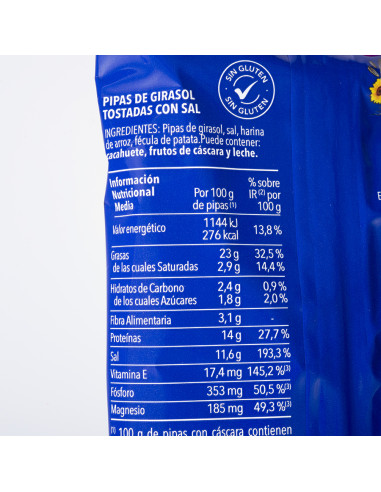 SIN GLUTEN
SIN GLUTEN
PIPAS DE GIRASOL
TOSTADAS CON SAL
INGREDIENTES: Pipas de girasol, sal, harina
de arroz, fécula de patata.Puede contener:
cacahuete, frutos de cáscara y leche.
Información
Nutricional
Media
Por 100 g
de pipas (1)
% sobre
IR(2) por
100 g
Valor energético 1144 kJ
276 kcal 13,8 %
Grasas 23 g 32,5 %
de las cuales Saturadas 2,9 g 14,4 %
Hidratos de Carbono 2,4 g 0,9 %
de los cuales Azúcares 1,8 g 2,0 %
Fibra Alimentaria 3,1 g -
Proteínas 14 g 27,7 %
Sal 11,6 g 193,3 %
Vitamina E 17,4 mg 145,2 %(3)
Fósforo 353 mg 50,5 %(3)
Magnesio 185 mg 49,3 %(3)
(1) 100 g de pipas con cáscara contienen